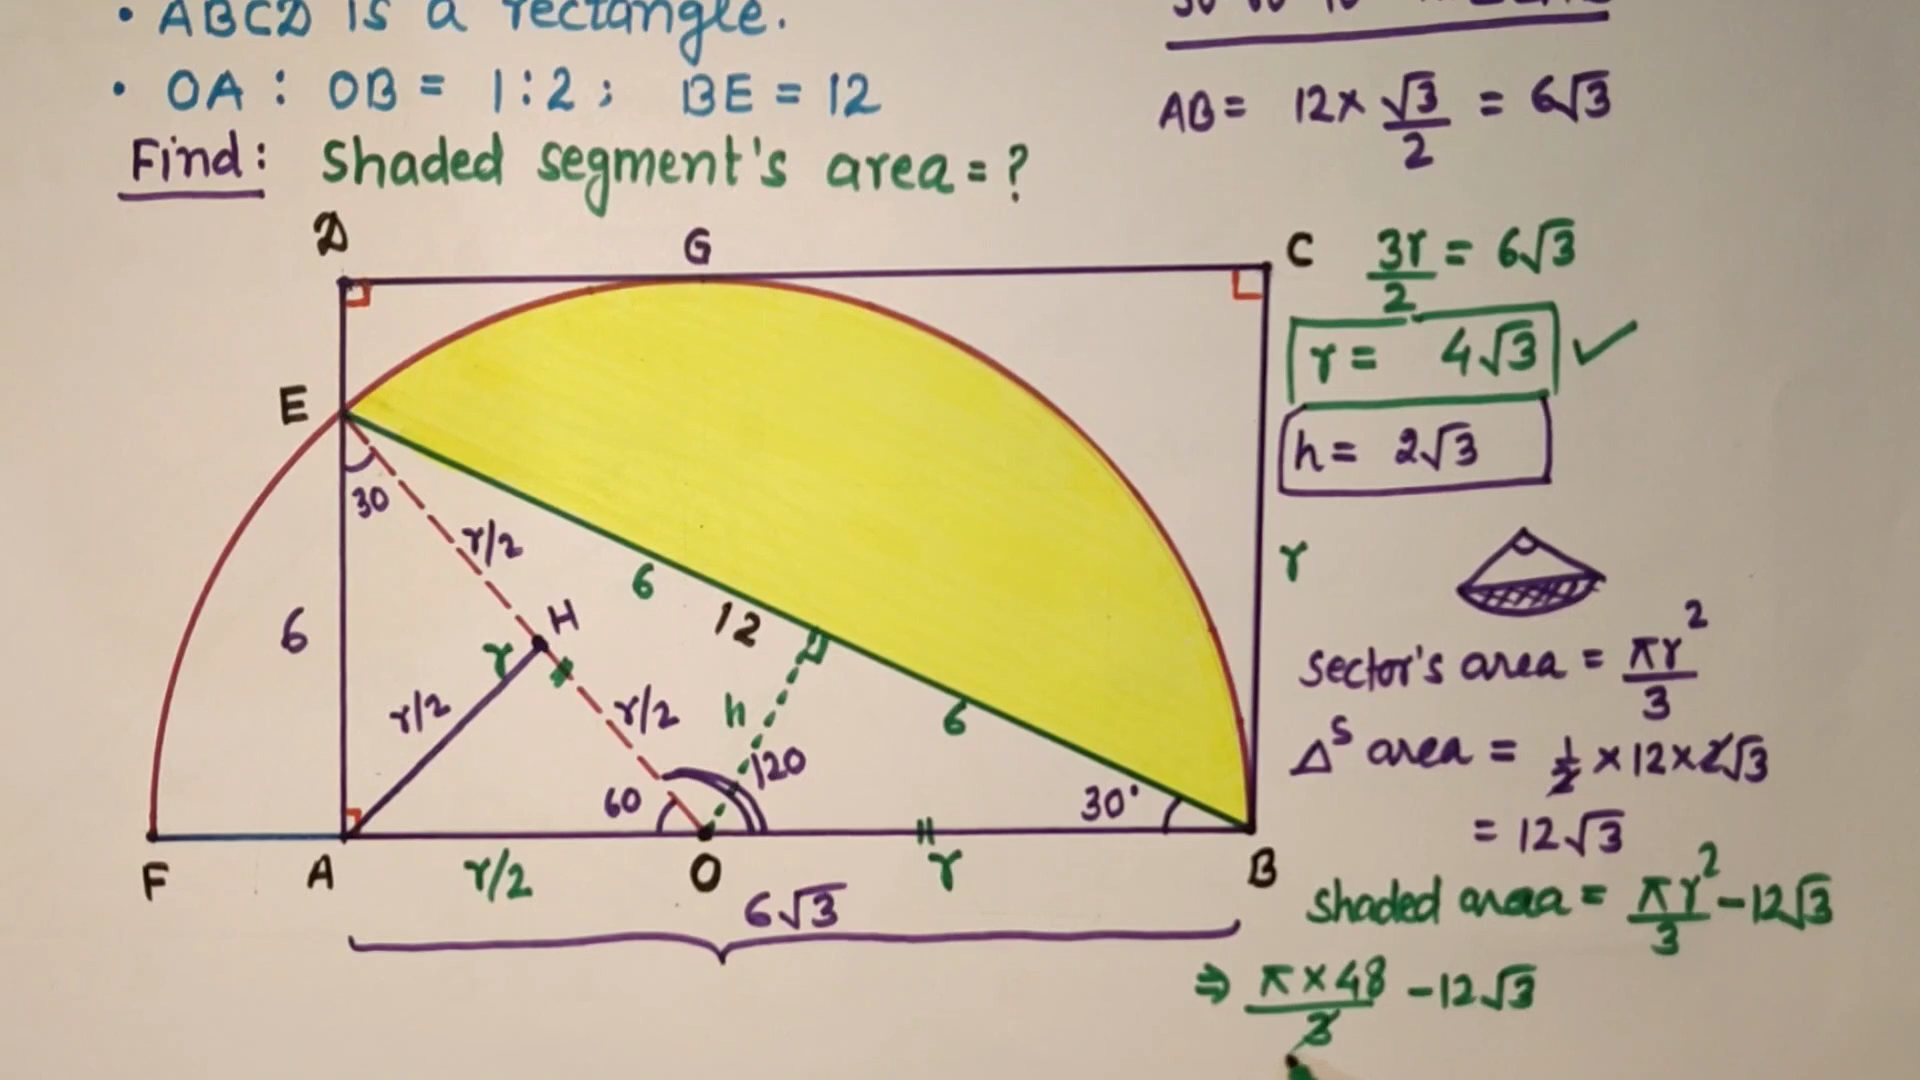 • ABCD is a rectangle.
• OA : OB = 1:2 ; BE = 12
Find: Shaded segment's area = ?
AB = 12 × √3/2 = 6√3
D
G
C
3r/2 = 6√3
r = 4√3 ✓
h = 2√3
E
30
r/2
6
12
r
6
H
r
r/2
r/2
h
6
120
60
30°
F
A
r/2
O
r
B
6√3
Sector's area = πr²/3
Δˢ area = 1/2 × 12 × 2√3
= 12√3
Shaded area = πr²/3 - 12√3
⇒ π × 48/3 - 12√3